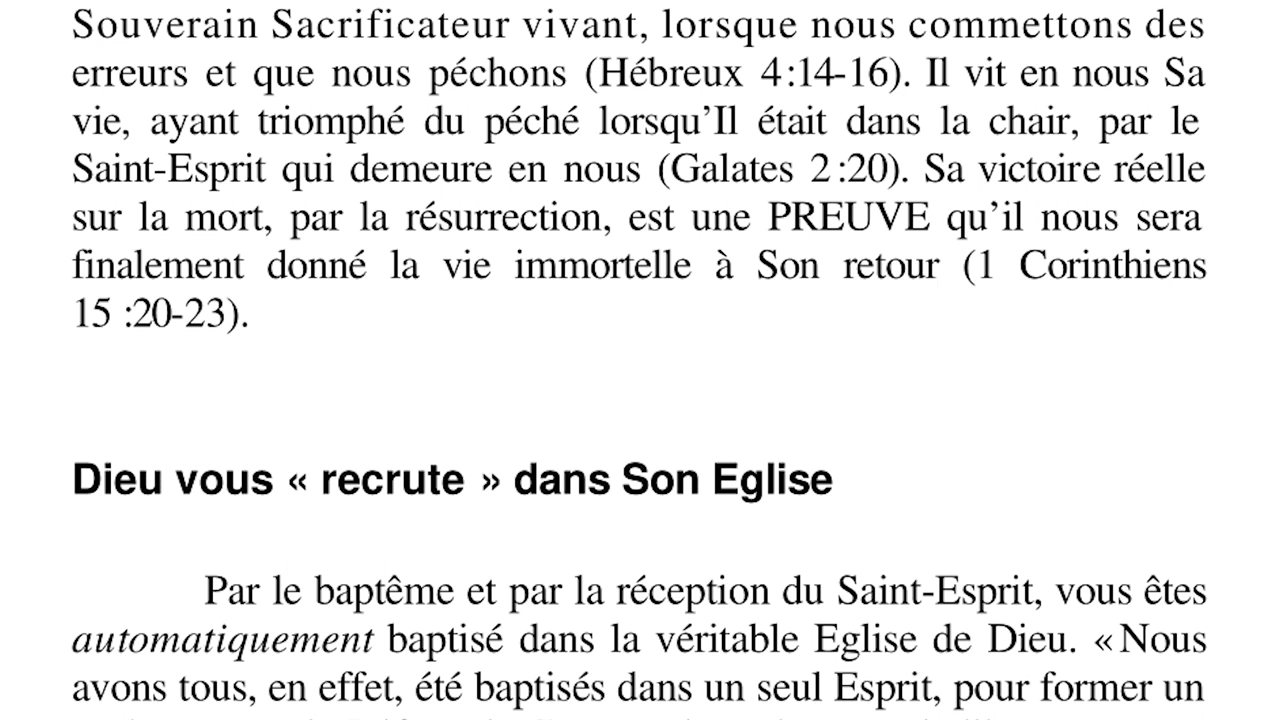 Souverain Sacrificateur vivant, lorsque nous commettons des
erreurs et que nous péchons (Hébreux 4:14-16). Il vit en nous Sa
vie, ayant triomphé du péché lorsqu’Il était dans la chair, par le
Saint-Esprit qui demeure en nous (Galates 2:20). Sa victoire réelle
sur la mort, par la résurrection, est une PREUVE qu’il nous sera
finalement donné la vie immortelle à Son retour (1 Corinthiens
15 :20-23).
Dieu vous « recrute » dans Son Eglise
Par le baptême et par la réception du Saint-Esprit, vous êtes
automatiquement baptisé dans la véritable Eglise de Dieu. «Nous
avons tous, en effet, été baptisés dans un seul Esprit, pour former un